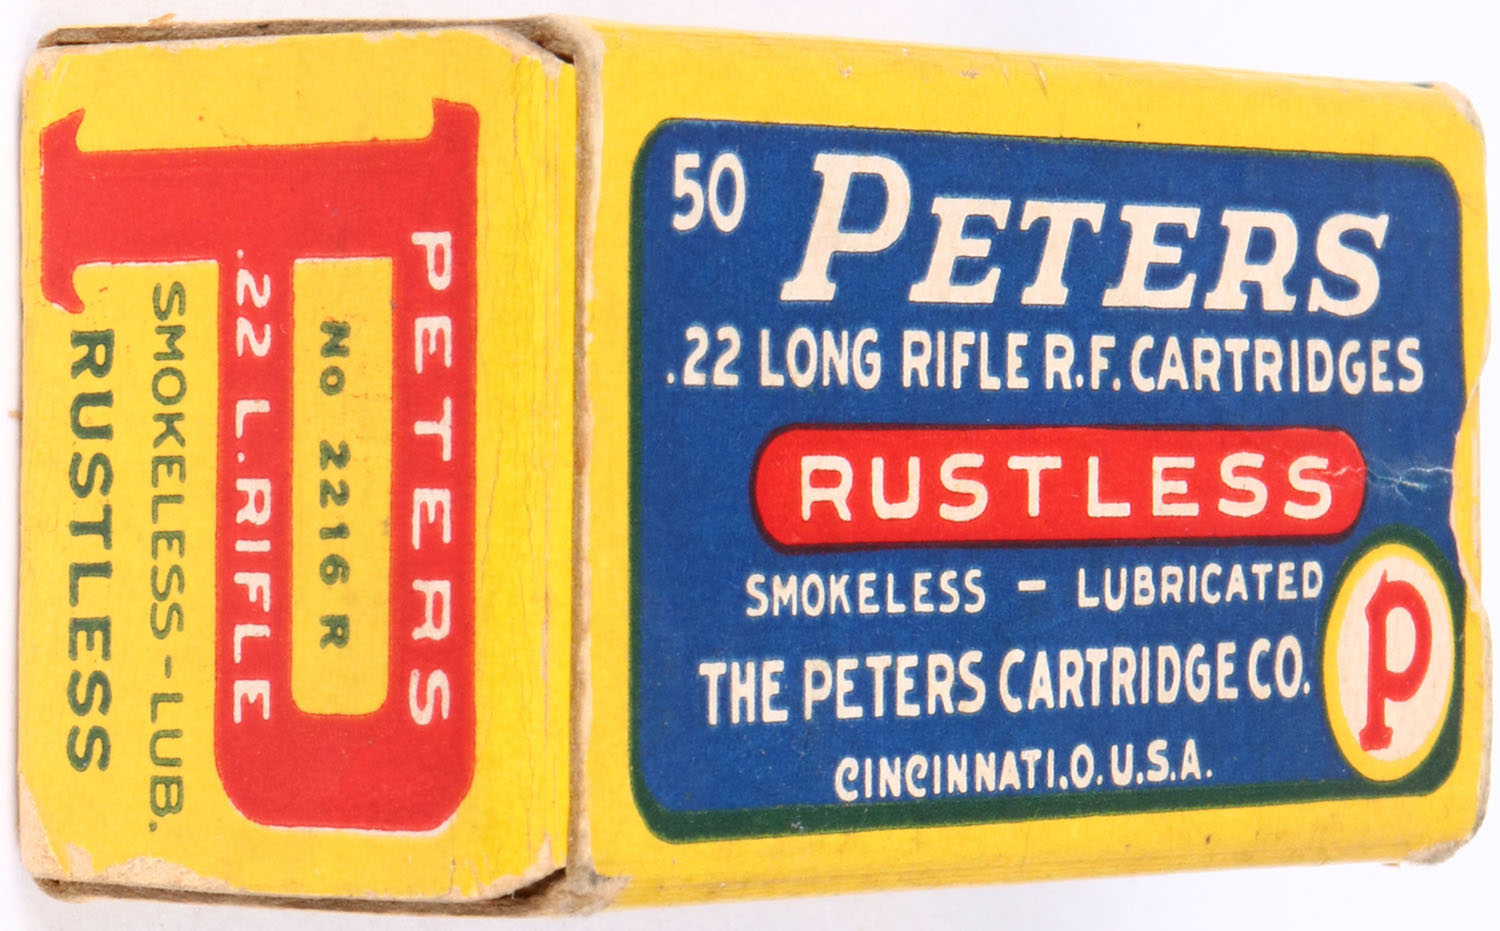 50
PETERS
.22 LONG RIFLE R.F. CARTRIDGES
RUSTLESS
SMOKELESS - LUBRICATED
THE PETERS CARTRIDGE CO.
CINCINNATI.O.U.S.A.
P
PETERS
No 2216 R
.22 L.RIFLE
SMOKELESS-LUB.
RUSTLESS